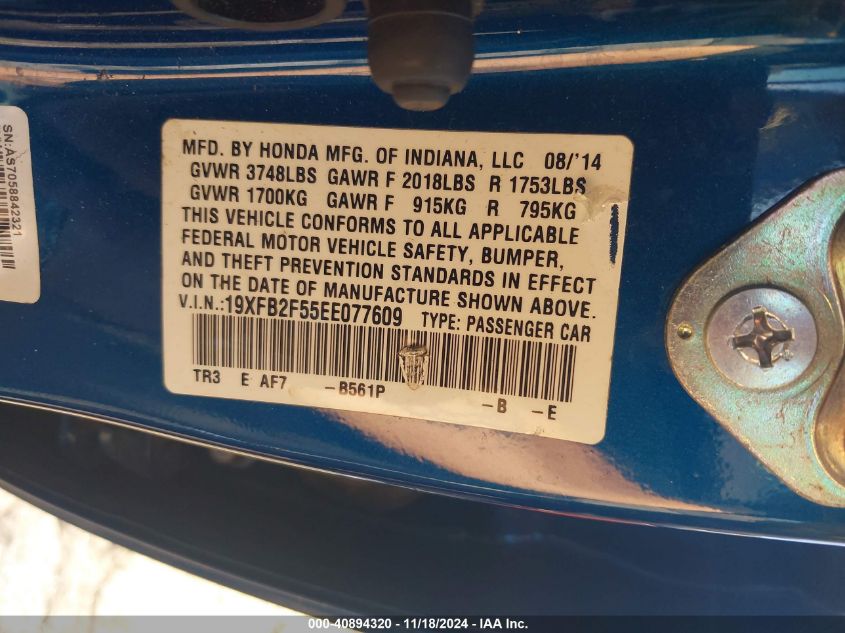 SN:AS7058842321
MFD. BY HONDA MFG. OF INDIANA, LLC 08/'14
GVWR 3748LBS GAWR F 2018LBS R 1753LBS
GVWR 1700KG GAWR F 915KG R 795KG
THIS VEHICLE CONFORMS TO ALL APPLICABLE
FEDERAL MOTOR VEHICLE SAFETY, BUMPER,
AND THEFT PREVENTION STANDARDS IN EFFECT
ON THE DATE OF MANUFACTURE SHOWN ABOVE.
V.I.N.:19XFB2F55EE077609 TYPE: PASSENGER CAR
TR3 E AF7 -B561P -B -E
000-40894320 - 11/18/2024 - IAA Inc.